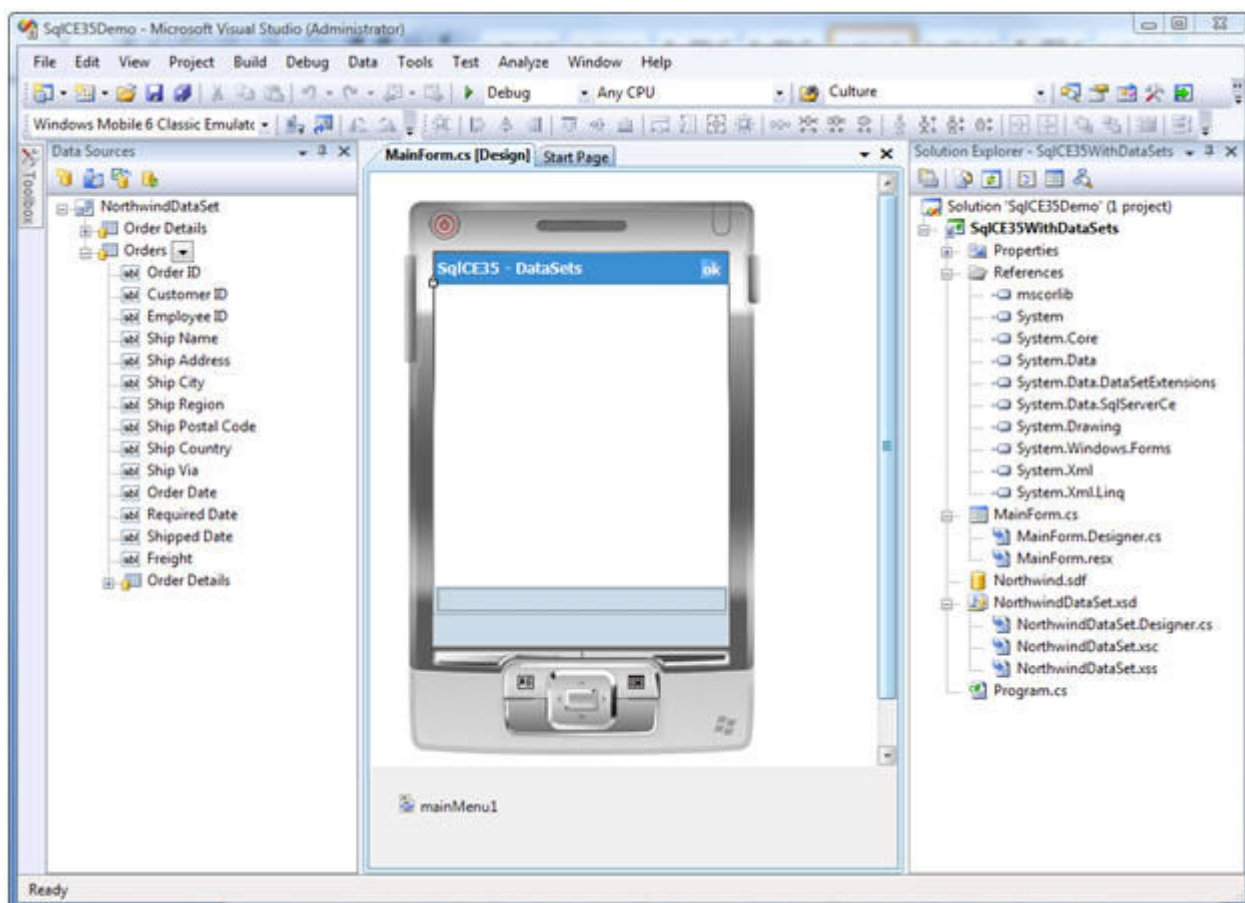 SqlCE35Demo - Microsoft Visual Studio (Administrator)
File Edit View Project Build Debug Data Tools Test Analyze Window Help
Debug Any CPU Culture
Windows Mobile 6 Classic Emulatc
Toolbox
Data Sources
NorthwindDataSet
Order Details
Orders
Order ID
Customer ID
Employee ID
Ship Name
Ship Address
Ship City
Ship Region
Ship Postal Code
Ship Country
Ship Via
Order Date
Required Date
Shipped Date
Freight
Order Details
MainForm.cs [Design] Start Page
SqlCE35 - DataSets ok
mainMenu1
Solution Explorer - SqlCE35WithDataSets
Solution 'SqlCE35Demo' (1 project)
SqlCE35WithDataSets
Properties
References
mscorlib
System
System.Core
System.Data
System.Data.DataSetExtensions
System.Data.SqlServerCe
System.Drawing
System.Windows.Forms
System.Xml
System.Xml.Linq
MainForm.cs
MainForm.Designer.cs
MainForm.resx
Northwind.sdf
NorthwindDataSet.xsd
NorthwindDataSet.Designer.cs
NorthwindDataSet.xsc
NorthwindDataSet.xss
Program.cs
Ready